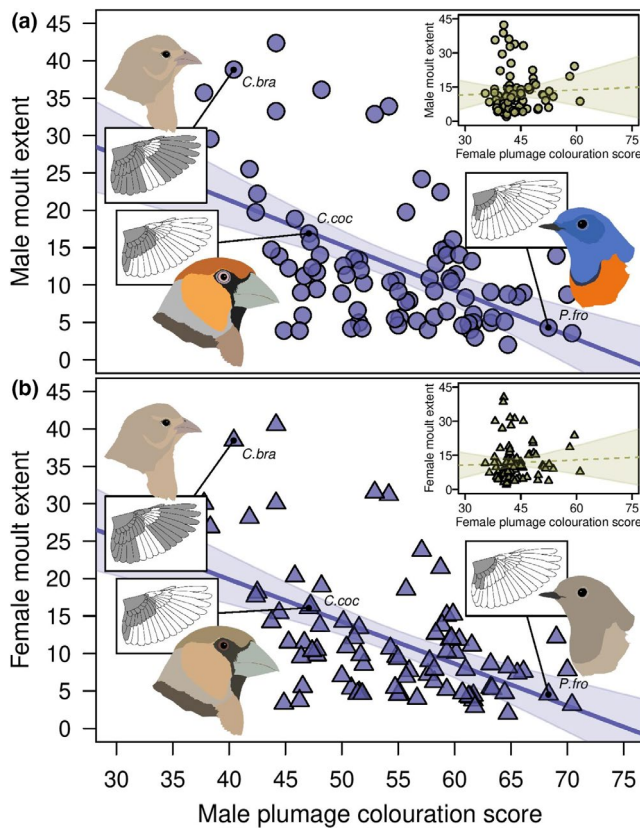 (a)
Male moult extent
45
40
35
30
25
20
15
10
5
0
C.bra
C.coc
P.fro
Male moult extent
45
30
15
0
30 45 60 75
Female plumage colouration score
(b)
Female moult extent
45
40
35
30
25
20
15
10
5
0
C.bra
C.coc
P.fro
Female moult extent
45
30
15
0
30 45 60 75
Female plumage colouration score
30 35 40 45 50 55 60 65 70 75
Male plumage colouration score